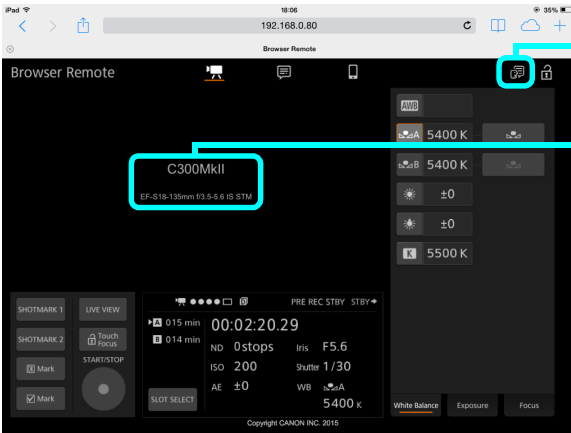 iPad 18:06 35%
192.168.0.80
Browser Remote
Browser Remote
AWB
A 5400 K
B 5400 K
±0
±0
K 5500 K
C300MkII
EF-S18-135mm f/3.5-5.6 IS STM
SHOTMARK 1 LIVE VIEW
SHOTMARK 2 Touch Focus
Mark START/STOP
Mark
PRE REC STBY STBY
A 015 min 00:02:20.29
B 014 min
ND 0stops Iris F5.6
ISO 200 Shutter 1/30
AE ±0 WB A
SLOT SELECT 5400 K
White Balance Exposure Focus
Copyright CANON INC. 2015